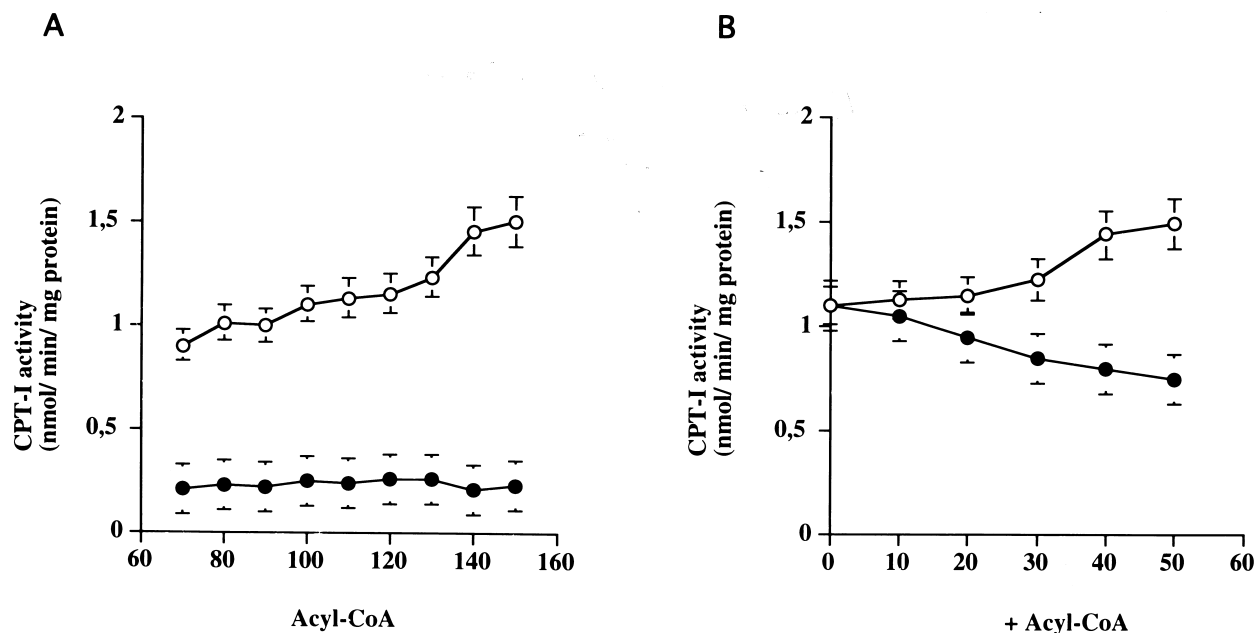 A
CPT-I activity
(nmol/ min/ mg protein)
2
1,5
1
0,5
0
60 80 100 120 140 160
Acyl-CoA
B
CPT-I activity
(nmol/ min/ mg protein)
2
1,5
1
0,5
0
0 10 20 30 40 50 60
+ Acyl-CoA